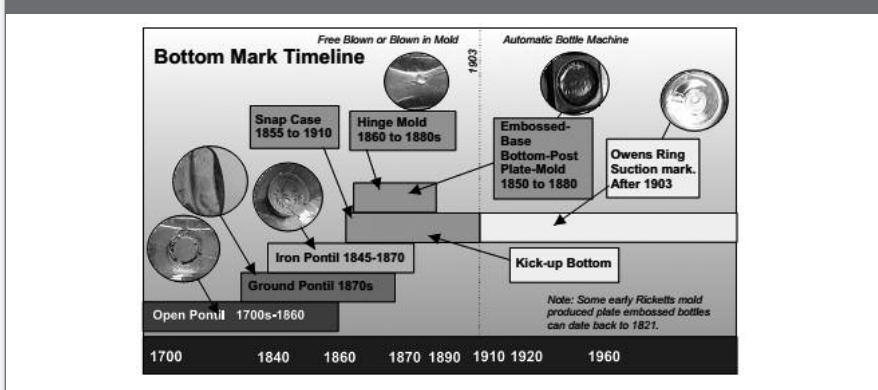 Free Blown or Blown in Mold
Automatic Bottle Machine
Bottom Mark Timeline
1903
Snap Case
1855 to 1910
Hinge Mold
1860 to 1880s
Embossed-
Base
Bottom-Post
Plate-Mold
1850 to 1880
Owens Ring
Suction mark.
After 1903
Iron Pontil 1845-1870
Kick-up Bottom
Ground Pontil 1870s
Note: Some early Ricketts mold
produced plate embossed bottles
can date back to 1821.
Open Pontil 1700s-1860
1700 1840 1860 1870 1890 1910 1920 1960